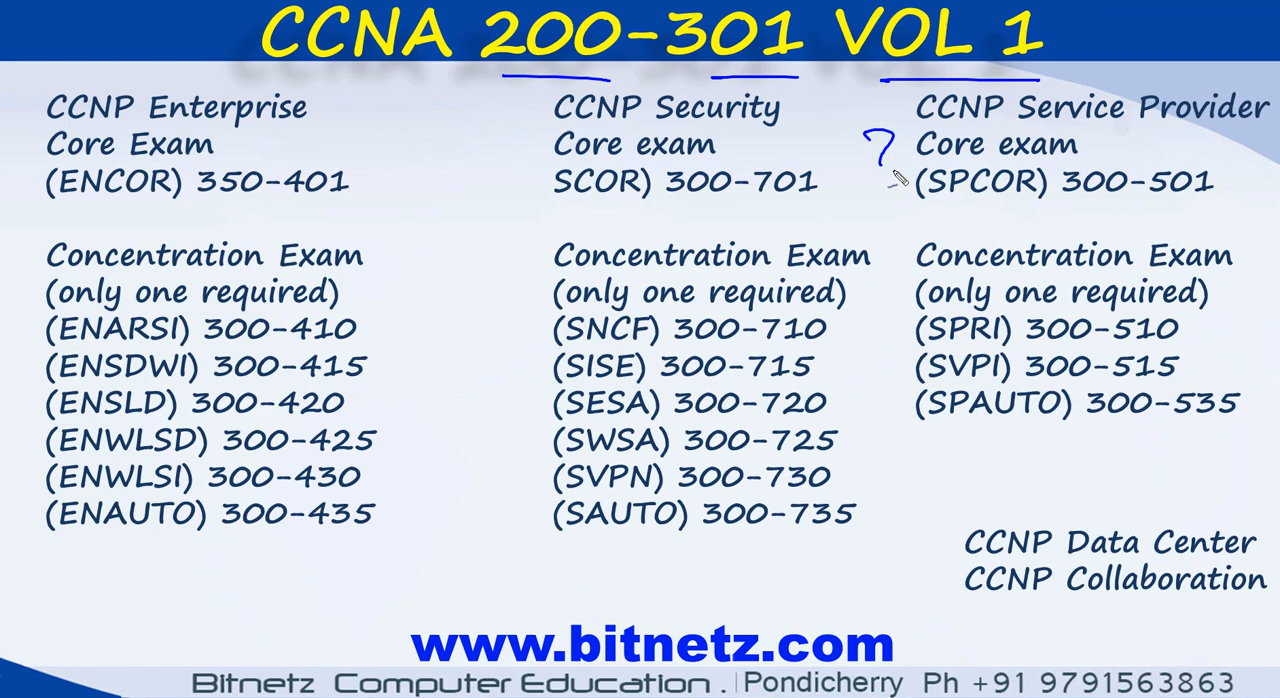 CCNA 200-301 VOL 1
CCNP Enterprise
Core Exam
(ENCOR) 350-401
Concentration Exam
(only one required)
(ENARSI) 300-410
(ENSDWI) 300-415
(ENSLD) 300-420
(ENWLSD) 300-425
(ENWLSI) 300-430
(ENAUTO) 300-435
CCNP Security
Core exam
SCOR) 300-701
Concentration Exam
(only one required)
(SNCF) 300-710
(SISE) 300-715
(SESA) 300-720
(SWSA) 300-725
(SVPN) 300-730
(SAUTO) 300-735
CCNP Service Provider
Core exam
(SPCOR) 300-501
Concentration Exam
(only one required)
(SPRI) 300-510
(SVPI) 300-515
(SPAUTO) 300-535
CCNP Data Center
CCNP Collaboration
www.bitnetz.com
Bitnetz Computer Education . | Pondicherry Ph +91 9791563863